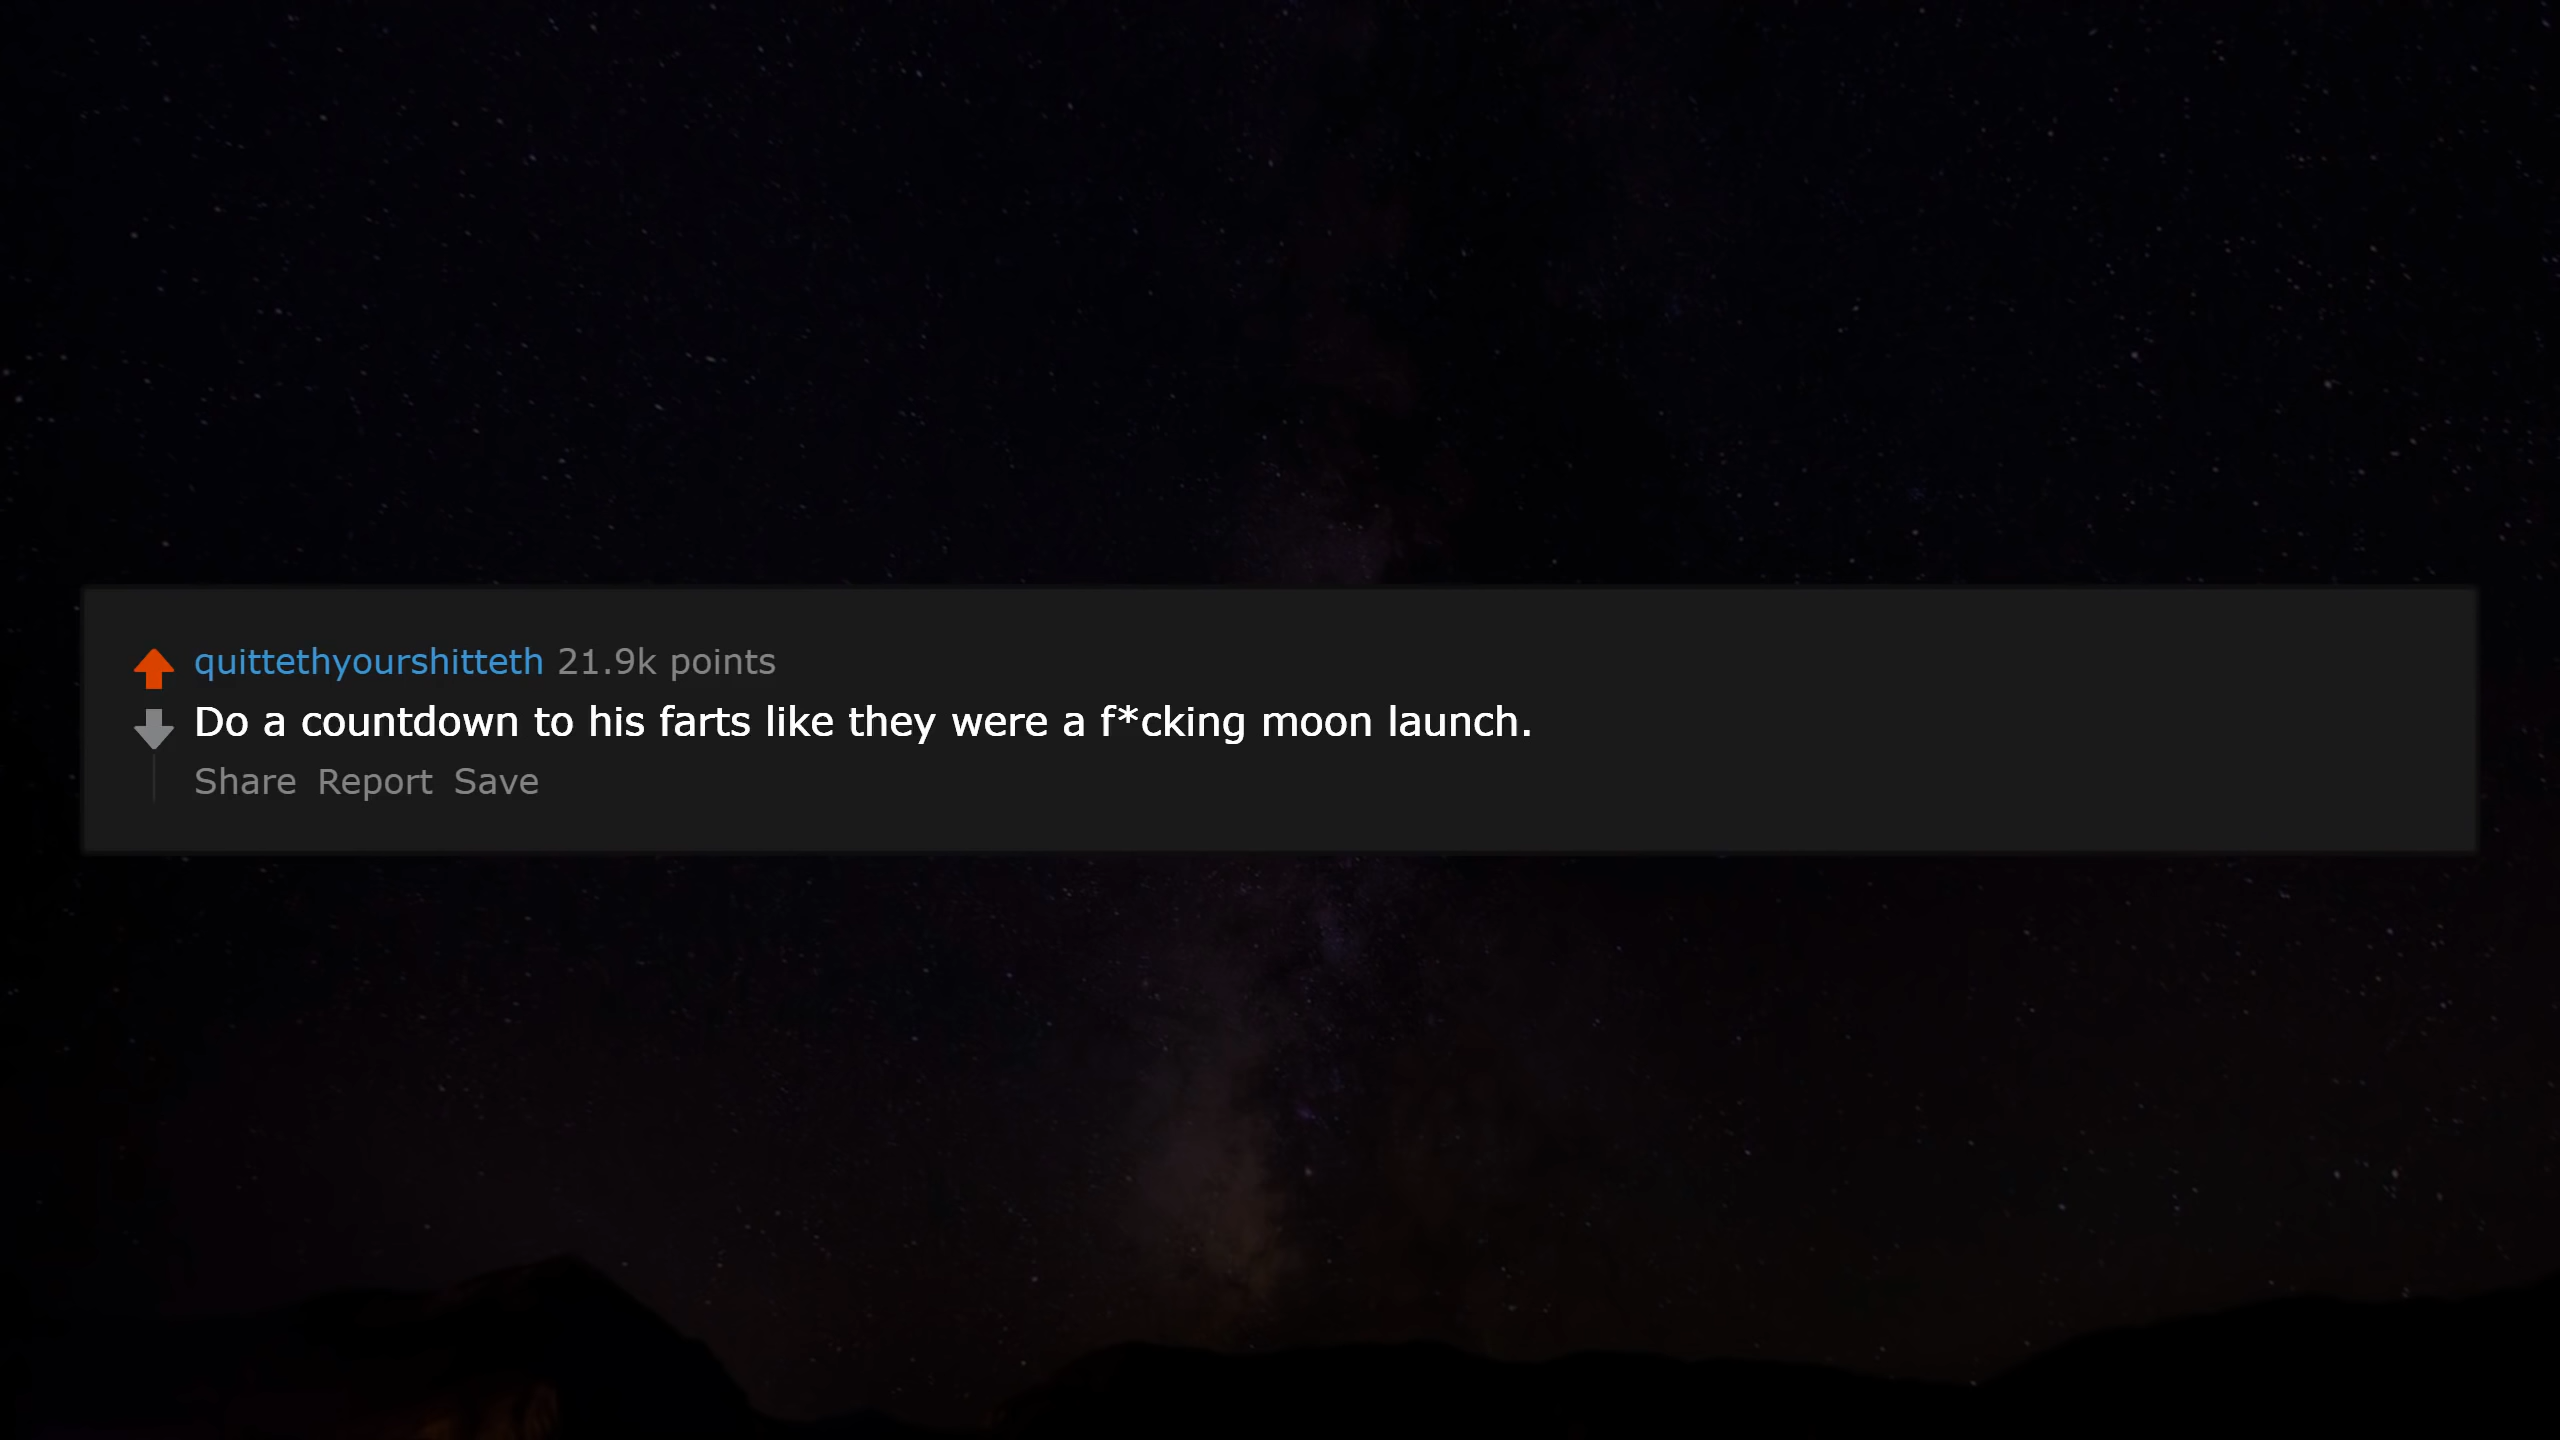 quittethyourshitteth 21.9k points
Do a countdown to his farts like they were a f*cking moon launch.
Share Report Save